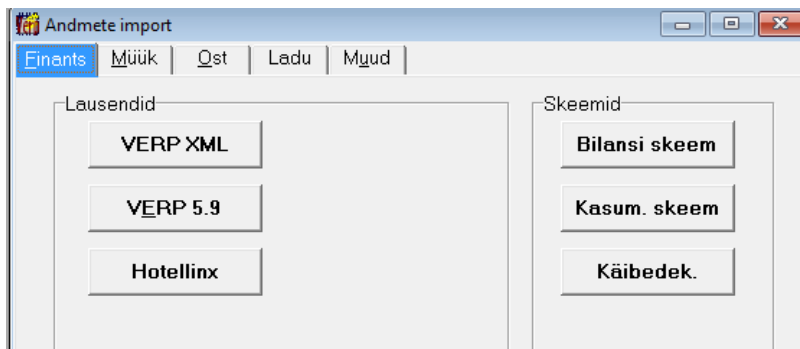 Andmete import
Finants Müük Ost Ladu Muud
Lausendid
VERP XML
VERP 5.9
Hotellinx
Skeemid
Bilansi skeem
Kasum. skeem
Käibedek.